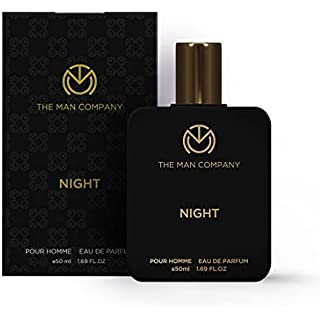 THE MAN COMPANY
NIGHT
POUR HOMME EAU DE PARFUM
e50ml 1.69 FL.OZ
THE MAN COMPANY
NIGHT
POUR HOMME EAU DE PARFUM
e50ml 1.69 FL.OZ